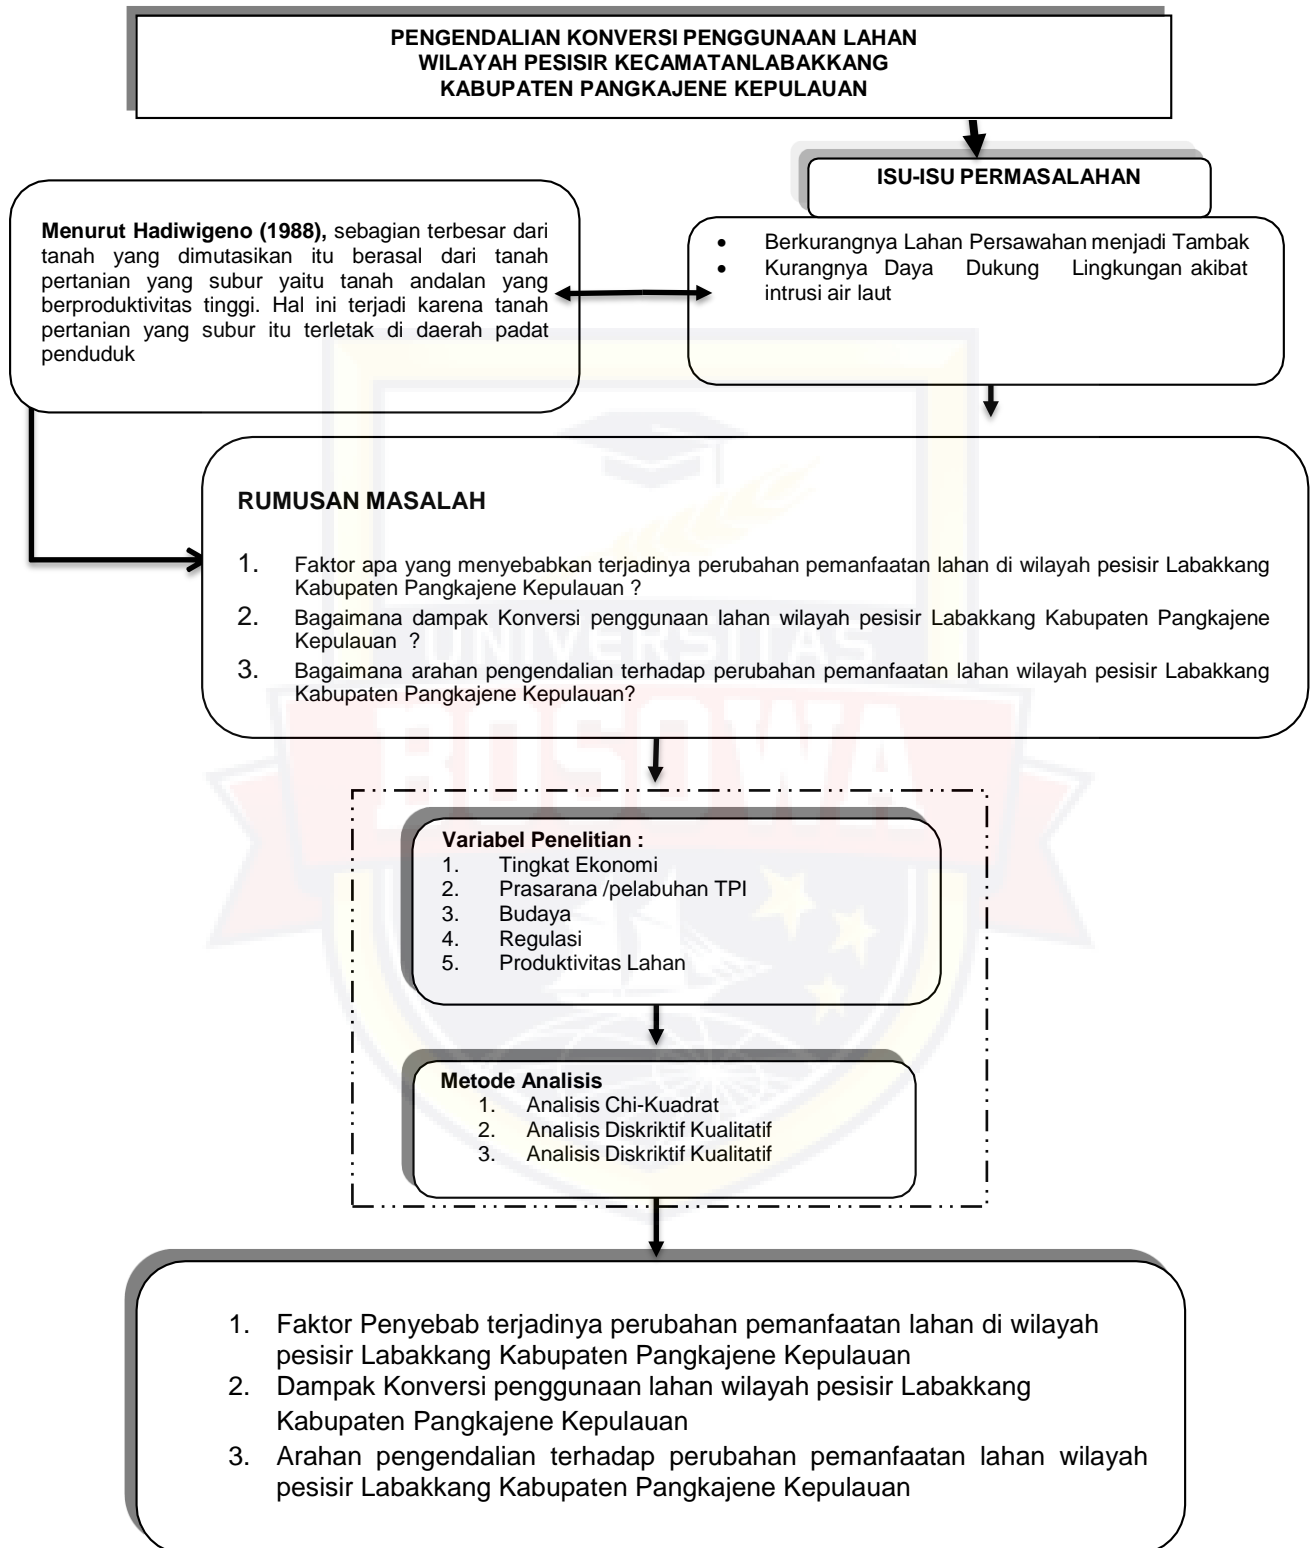 PENGENDALIAN KONVERSI PENGGUNAAN LAHAN
WILAYAH PESISIR KECAMATANLABAKKANG
KABUPATEN PANGKAJENE KEPULAUAN
ISU-ISU PERMASALAHAN
Menurut Hadiwigeno (1988), sebagian terbesar dari
tanah yang dimutasikan itu berasal dari tanah
pertanian yang subur yaitu tanah andalan yang
berproduktivitas tinggi. Hal ini terjadi karena tanah
pertanian yang subur itu terletak di daerah padat
penduduk
• Berkurangnya Lahan Persawahan menjadi Tambak
• Kurangnya Daya Dukung Lingkungan akibat
intrusi air laut
RUMUSAN MASALAH
1. Faktor apa yang menyebabkan terjadinya perubahan pemanfaatan lahan di wilayah pesisir Labakkang
Kabupaten Pangkajene Kepulauan ?
2. Bagaimana dampak Konversi penggunaan lahan wilayah pesisir Labakkang Kabupaten Pangkajene
Kepulauan ?
3. Bagaimana arahan pengendalian terhadap perubahan pemanfaatan lahan wilayah pesisir Labakkang
Kabupaten Pangkajene Kepulauan?
UNIVERSITAS
BOSOWA
Variabel Penelitian :
1. Tingkat Ekonomi
2. Prasarana /pelabuhan TPI
3. Budaya
4. Regulasi
5. Produktivitas Lahan
Metode Analisis
1. Analisis Chi-Kuadrat
2. Analisis Diskriktif Kualitatif
3. Analisis Diskriktif Kualitatif
1. Faktor Penyebab terjadinya perubahan pemanfaatan lahan di wilayah
pesisir Labakkang Kabupaten Pangkajene Kepulauan
2. Dampak Konversi penggunaan lahan wilayah pesisir Labakkang
Kabupaten Pangkajene Kepulauan
3. Arahan pengendalian terhadap perubahan pemanfaatan lahan wilayah
pesisir Labakkang Kabupaten Pangkajene Kepulauan